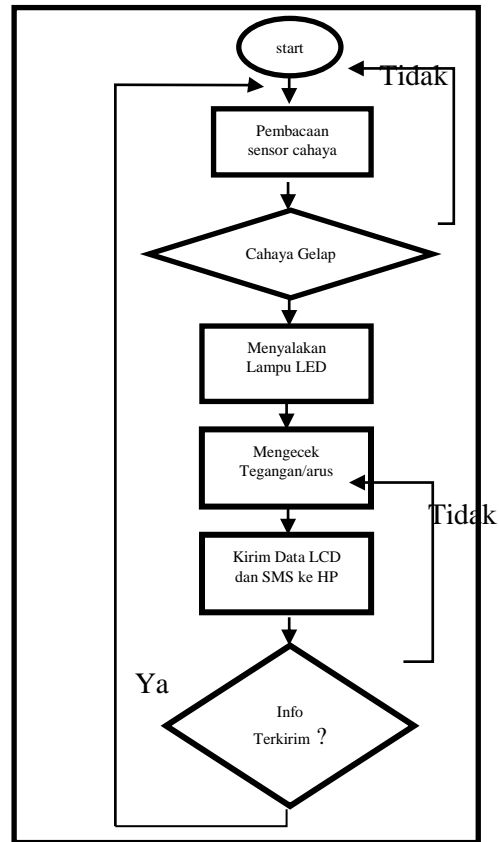 start
Tidak
Pembacaan
sensor cahaya
Cahaya Gelap
Menyalakan
Lampu LED
Mengecek
Tegangan/arus
Tidak
Kirim Data LCD
dan SMS ke HP
Ya
Info
Terkirim ?